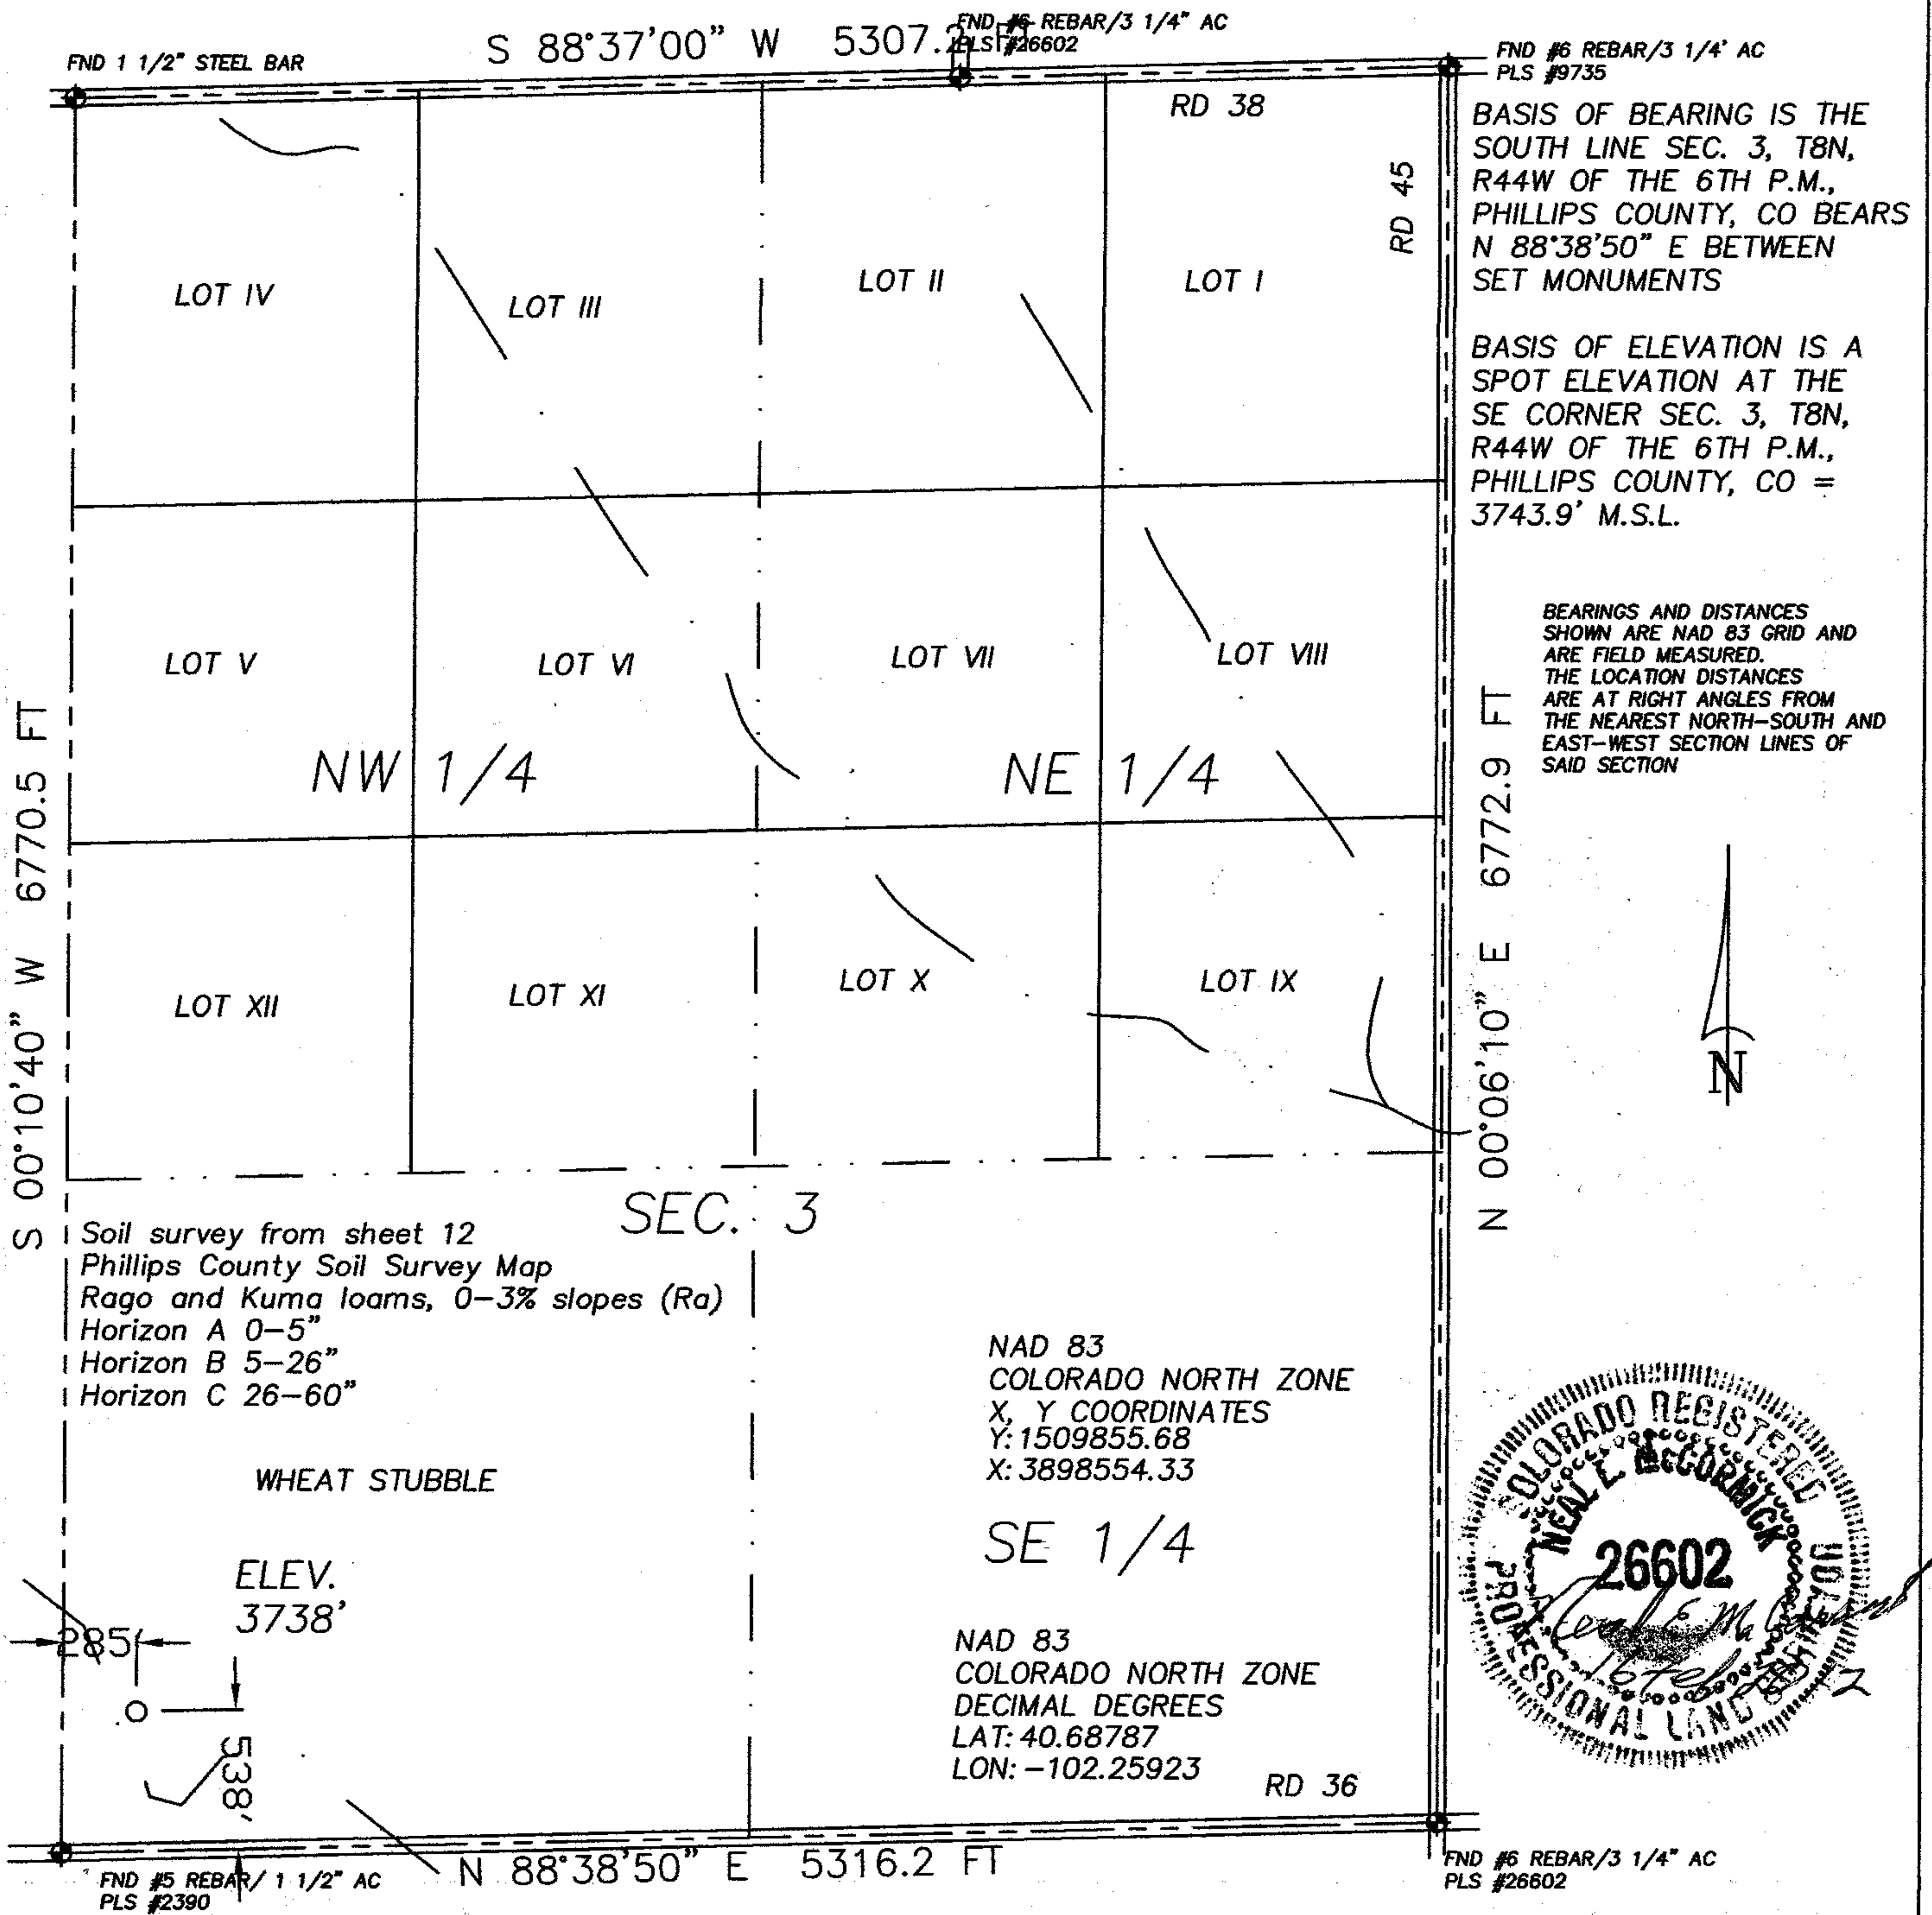 FND #6 REBAR/3 1/4" AC
PLS #26602
S 88°37'00" W 5307.2 FT
FND 1 1/2" STEEL BAR
FND #6 REBAR/3 1/4' AC
PLS #9735
RD 38
RD 45
BASIS OF BEARING IS THE
SOUTH LINE SEC. 3, T8N,
R44W OF THE 6TH P.M.,
PHILLIPS COUNTY, CO BEARS
N 88°38'50" E BETWEEN
SET MONUMENTS
BASIS OF ELEVATION IS A
SPOT ELEVATION AT THE
SE CORNER SEC. 3, T8N,
R44W OF THE 6TH P.M.,
PHILLIPS COUNTY, CO =
3743.9' M.S.L.
LOT IV
LOT III
LOT II
LOT I
BEARINGS AND DISTANCES
SHOWN ARE NAD 83 GRID AND
ARE FIELD MEASURED.
THE LOCATION DISTANCES
ARE AT RIGHT ANGLES FROM
THE NEAREST NORTH-SOUTH AND
EAST-WEST SECTION LINES OF
SAID SECTION
LOT V
LOT VI
LOT VII
LOT VIII
NW 1/4
NE 1/4
S 00°10'40" W 6770.5 FT
N 00°06'10" E 6772.9 FT
LOT XII
LOT XI
LOT X
LOT IX
N
SEC. 3
Soil survey from sheet 12
Phillips County Soil Survey Map
Rago and Kuma loams, 0-3% slopes (Ra)
Horizon A 0-5"
Horizon B 5-26"
Horizon C 26-60"
WHEAT STUBBLE
NAD 83
COLORADO NORTH ZONE
X, Y COORDINATES
Y: 1509855.68
X: 3898554.33
SE 1/4
ELEV.
3738'
285'
538'
NAD 83
COLORADO NORTH ZONE
DECIMAL DEGREES
LAT: 40.68787
LON: -102.25923
RD 36
COLORADO REGISTERED
NEAL E. McCORMICK
26602
Neal E. McCormick
16 Feb
PROFESSIONAL LAND
N 88°38'50" E 5316.2 FT
FND #5 REBAR/ 1 1/2" AC
PLS #2390
FND #6 REBAR/3 1/4" AC
PLS #26602